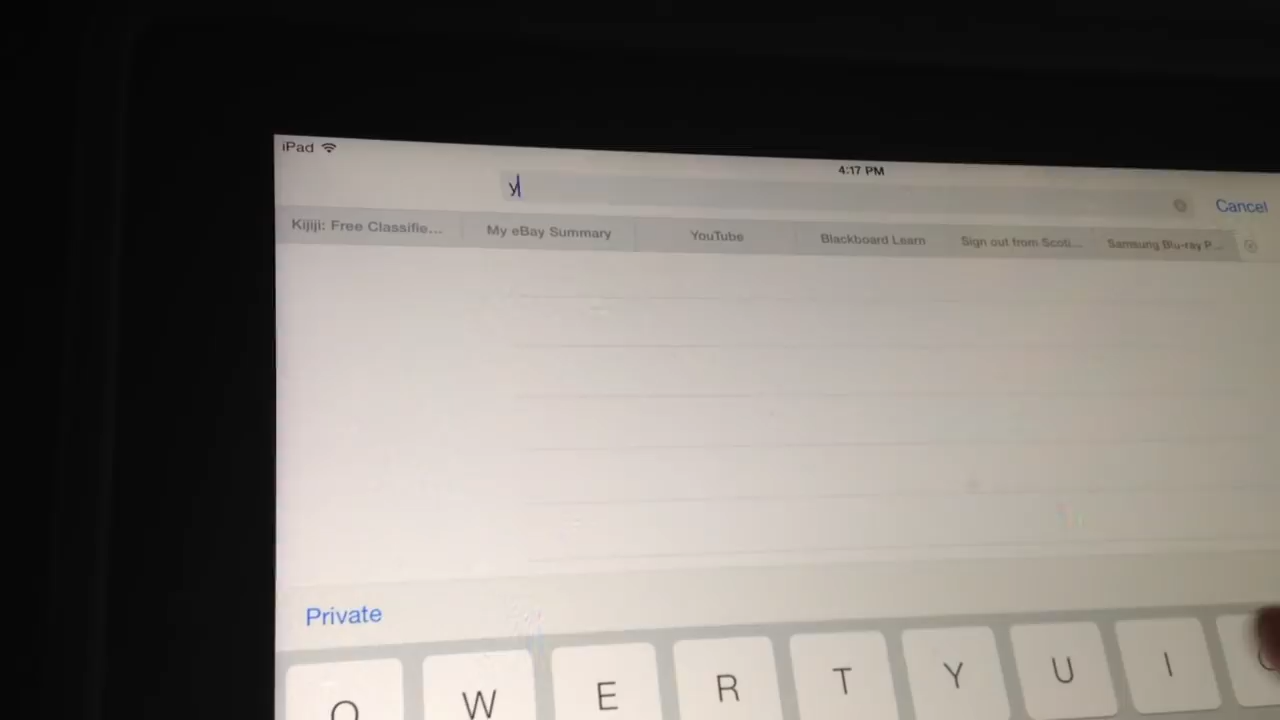 iPad
4:17 PM
y
Cancel
Kijiji: Free Classifie...
My eBay Summary
YouTube
Blackboard Learn
Sign out from Scoti...
Samsung Blu-ray P...
Private
Q W E R T Y U I